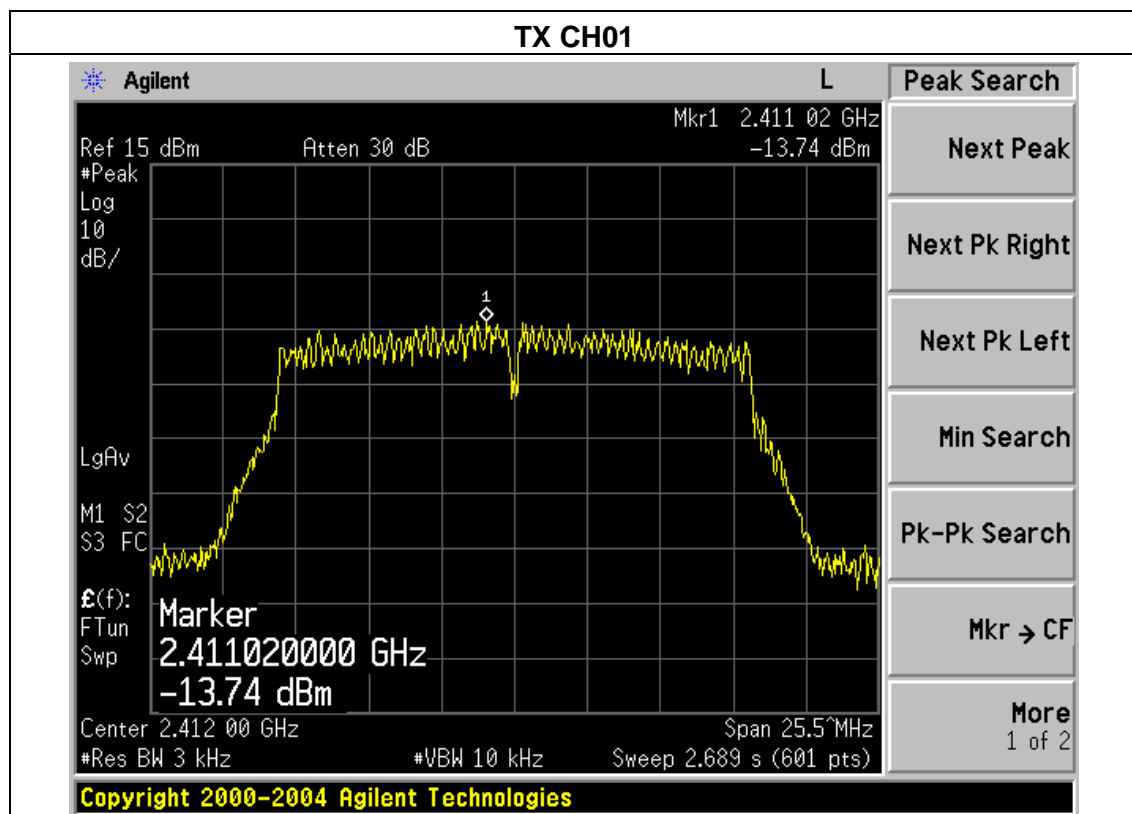 TX CH01
Agilent
L
Peak Search
Mkr1 2.411 02 GHz
Ref 15 dBm Atten 30 dB -13.74 dBm
#Peak
Log
10
dB/
1
LgAv
M1 S2
S3 FC
£(f):
FTun
Swp
Marker
2.411020000 GHz
-13.74 dBm
Center 2.412 00 GHz Span 25.5^MHz
#Res BW 3 kHz #VBW 10 kHz Sweep 2.689 s (601 pts)
Copyright 2000-2004 Agilent Technologies
Next Peak
Next Pk Right
Next Pk Left
Min Search
Pk-Pk Search
Mkr → CF
More
1 of 2